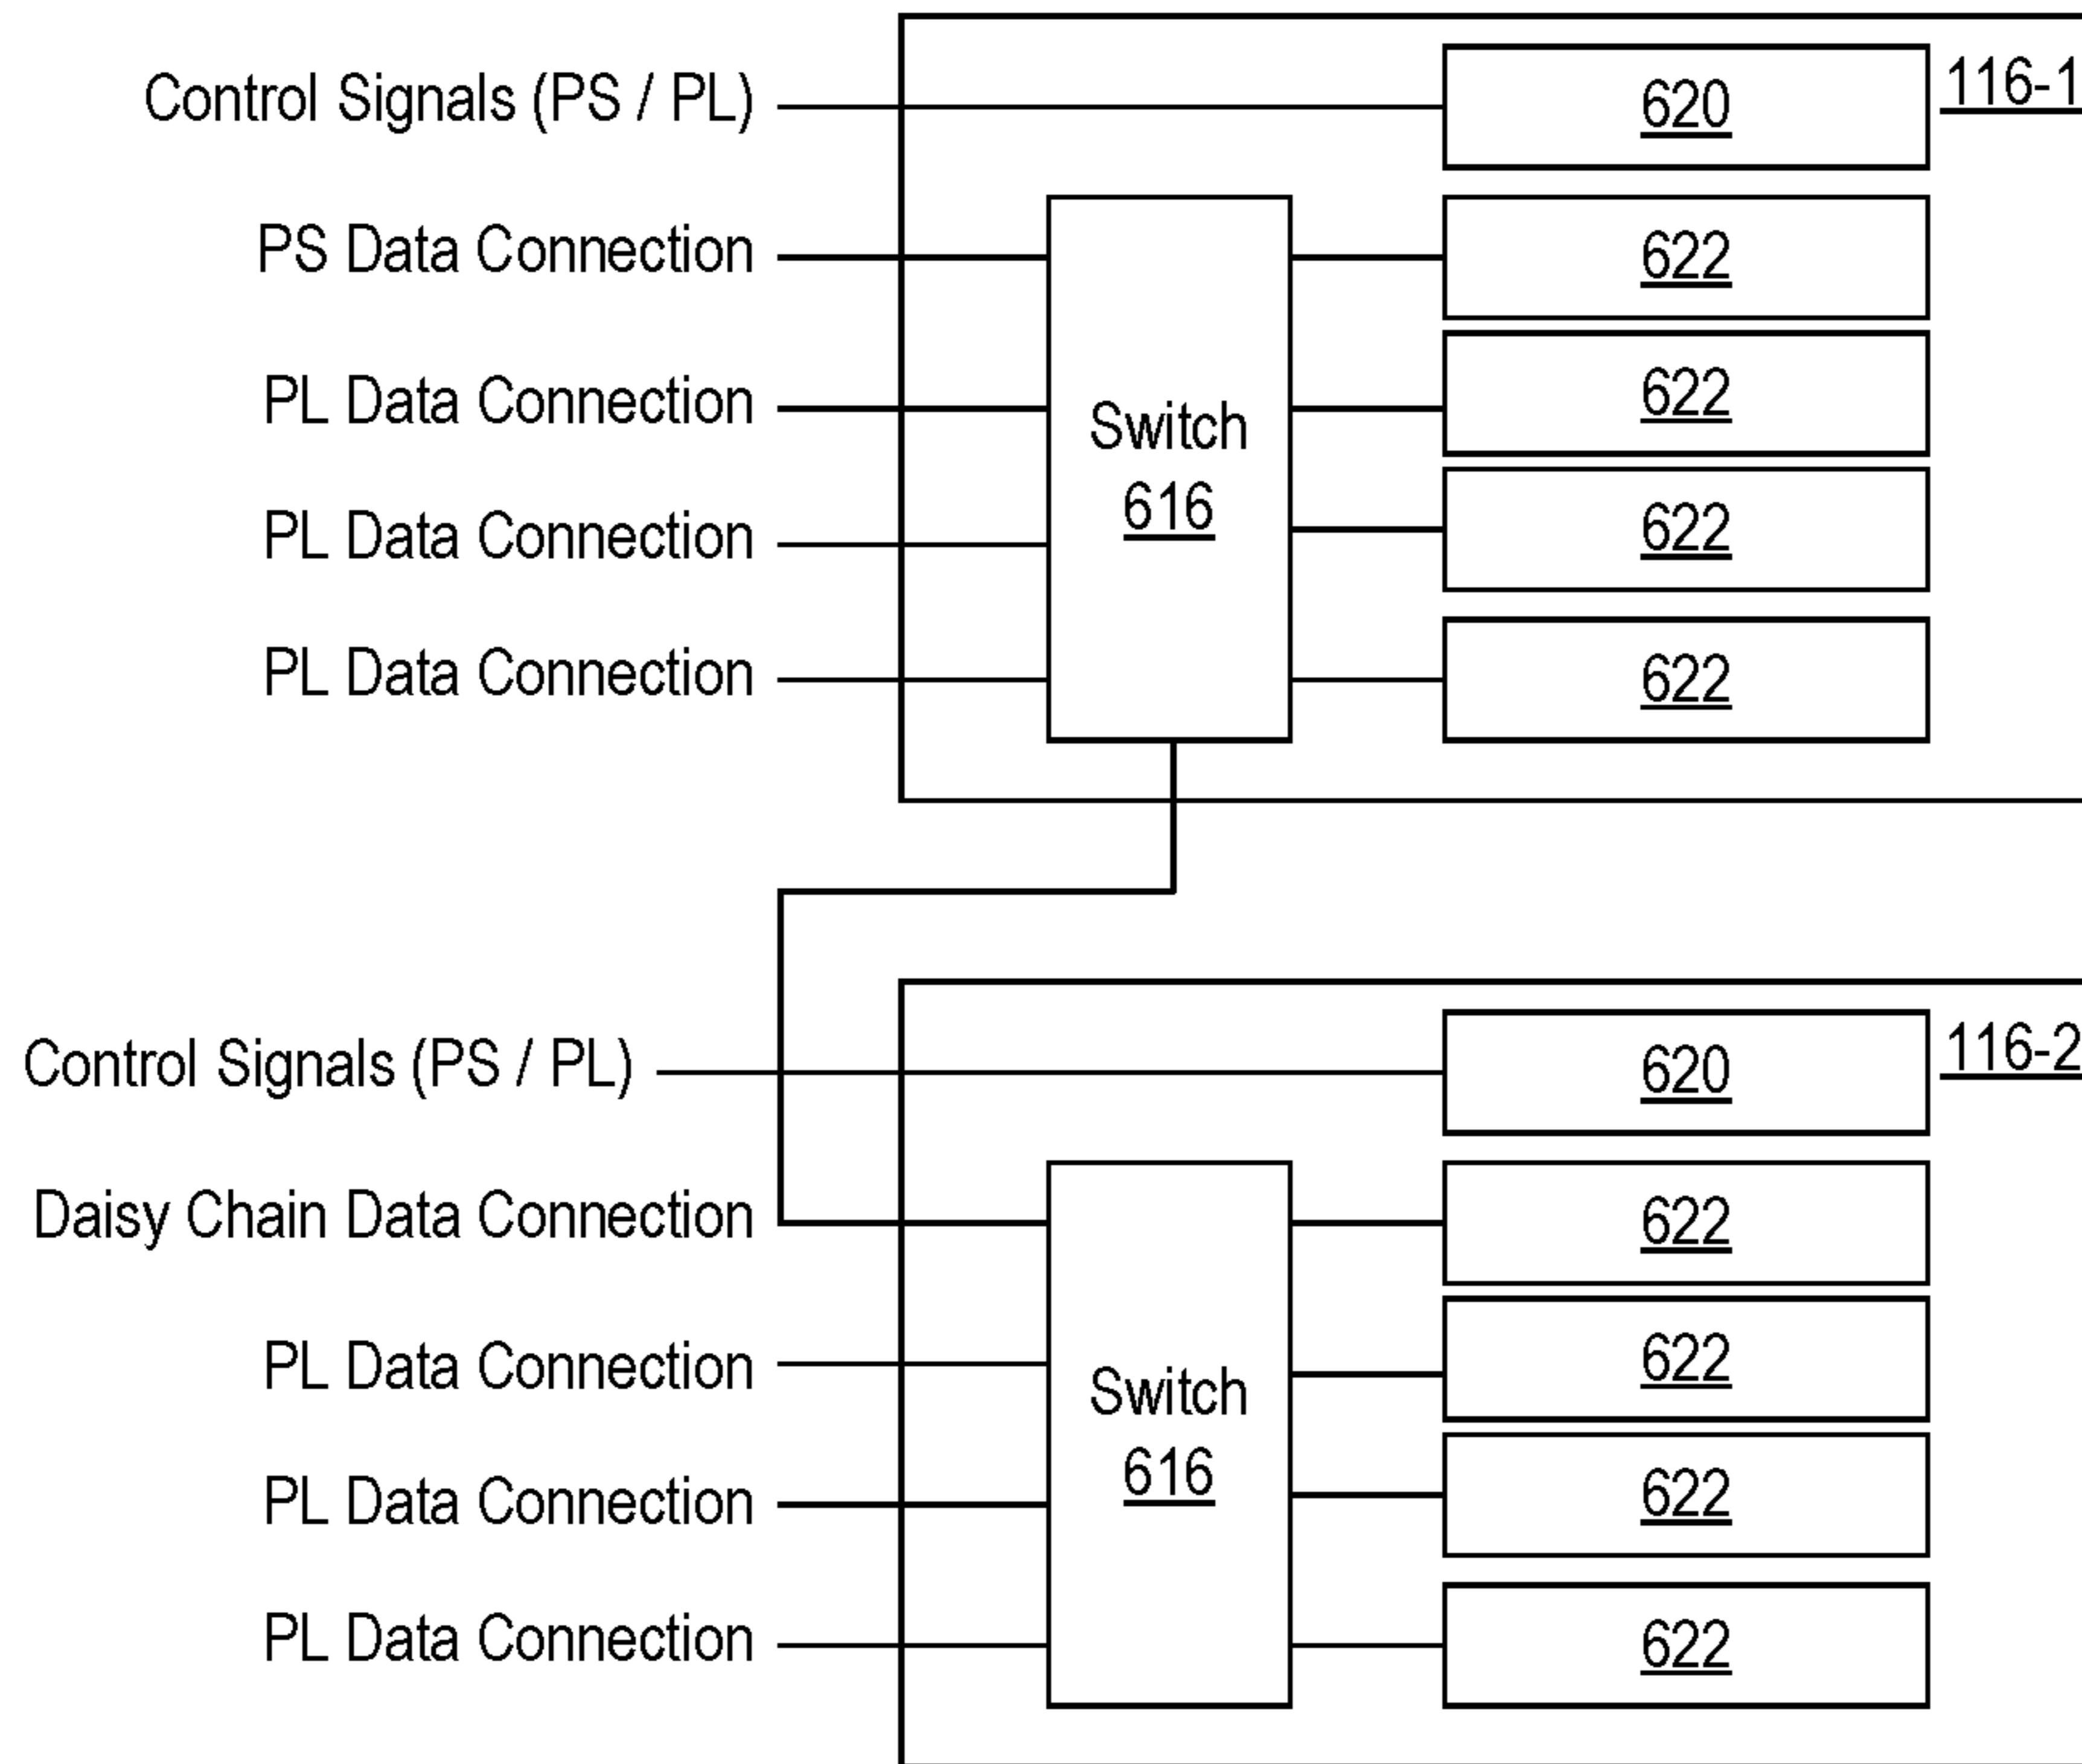 Control Signals (PS / PL)
620
116-1
PS Data Connection
622
PL Data Connection
622
Switch
616
PL Data Connection
622
PL Data Connection
622
Control Signals (PS / PL)
620
116-2
Daisy Chain Data Connection
622
PL Data Connection
622
Switch
616
PL Data Connection
622
PL Data Connection
622